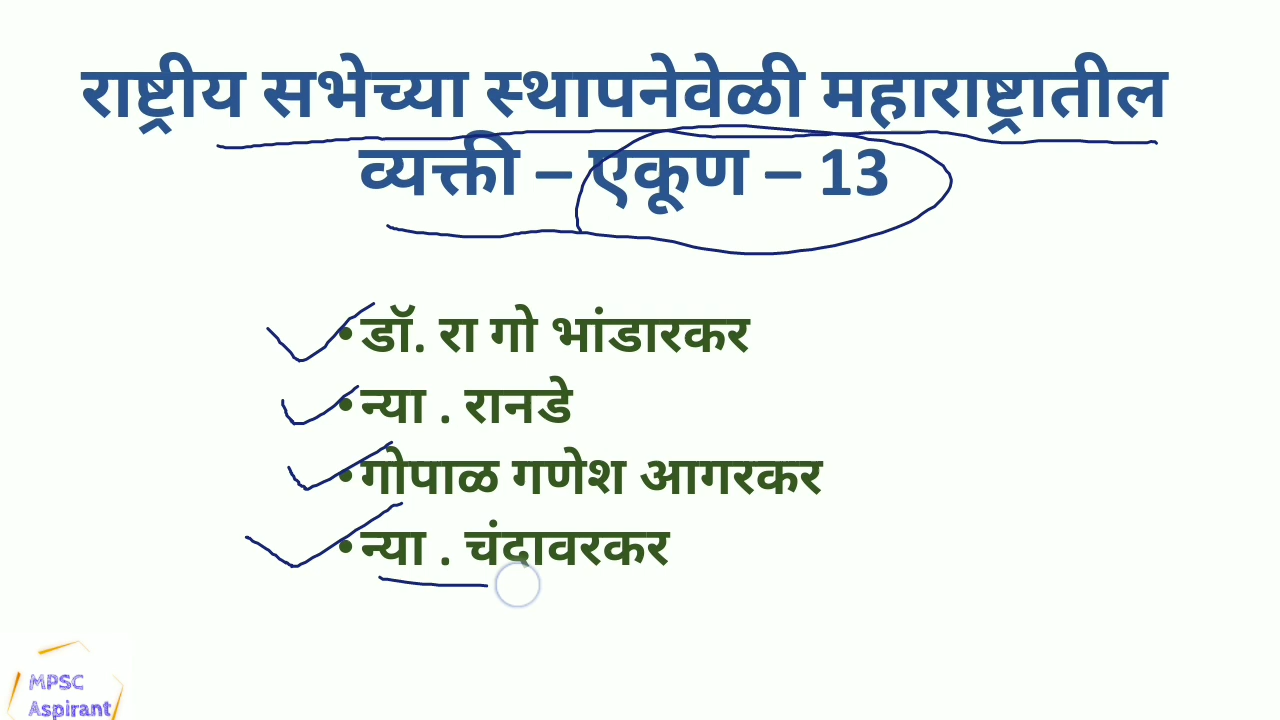 राष्ट्रीय सभेच्या स्थापनेवेळी महाराष्ट्रातील
व्यक्ती – एकूण – 13
• डॉ. रा गो भांडारकर
• न्या . रानडे
• गोपाळ गणेश आगरकर
• न्या . चंदावरकर
MPSC
Aspirant